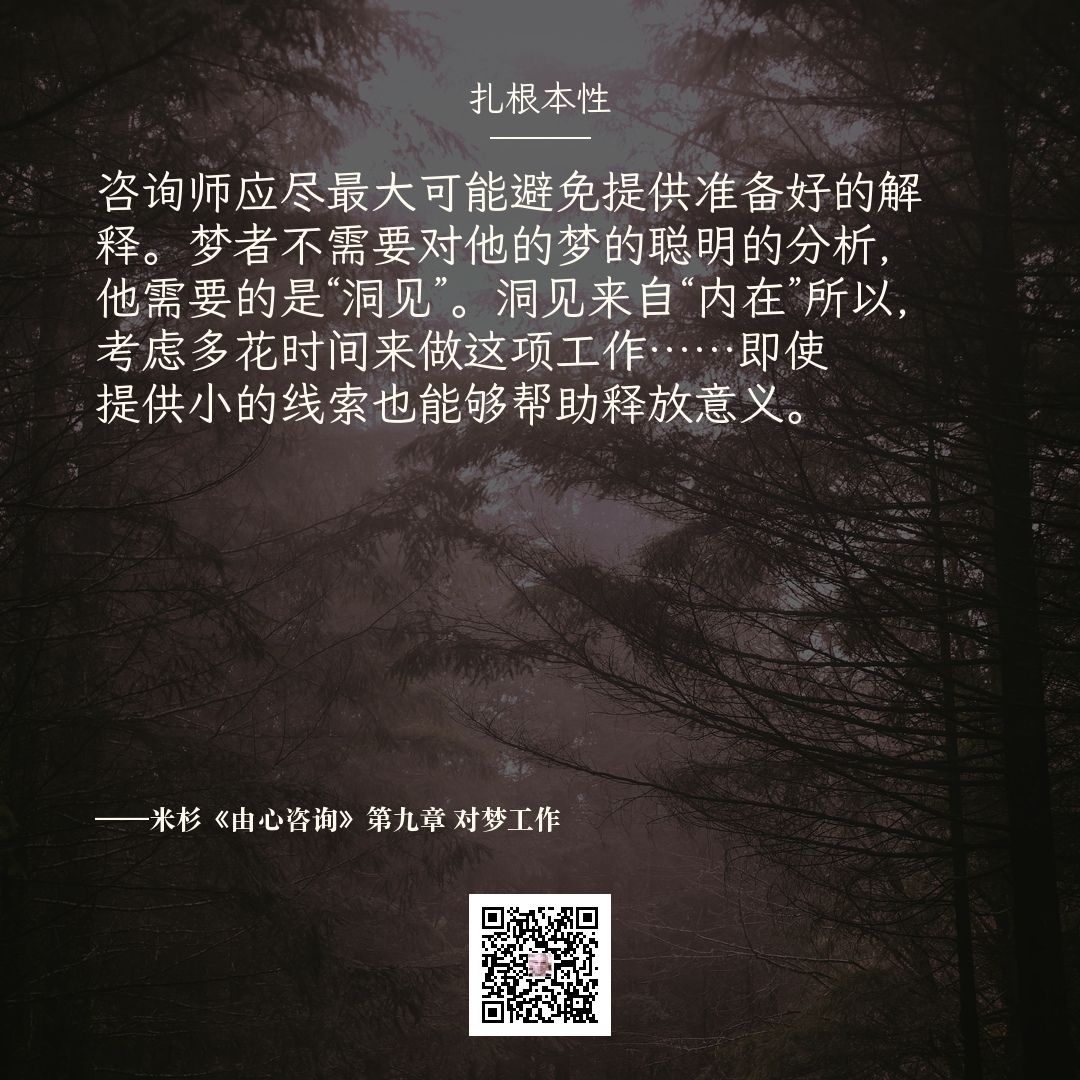 扎根本性
咨询师应尽最大可能避免提供准备好的解
释。梦者不需要对他的梦的聪明的分析，
他需要的是“洞见”。洞见来自“内在”所以，
考虑多花时间来做这项工作……即使
提供小的线索也能够帮助释放意义。
——米杉《由心咨询》第九章 对梦工作